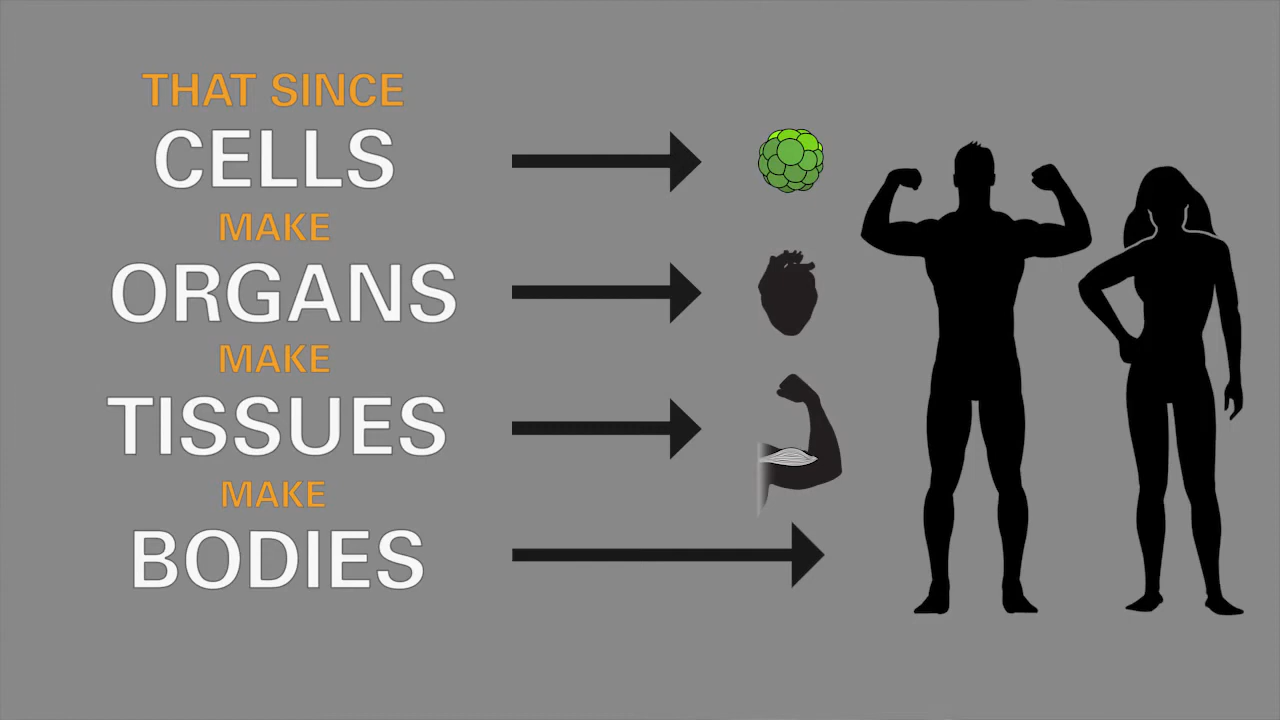 THAT SINCE
CELLS
MAKE
ORGANS
MAKE
TISSUES
MAKE
BODIES